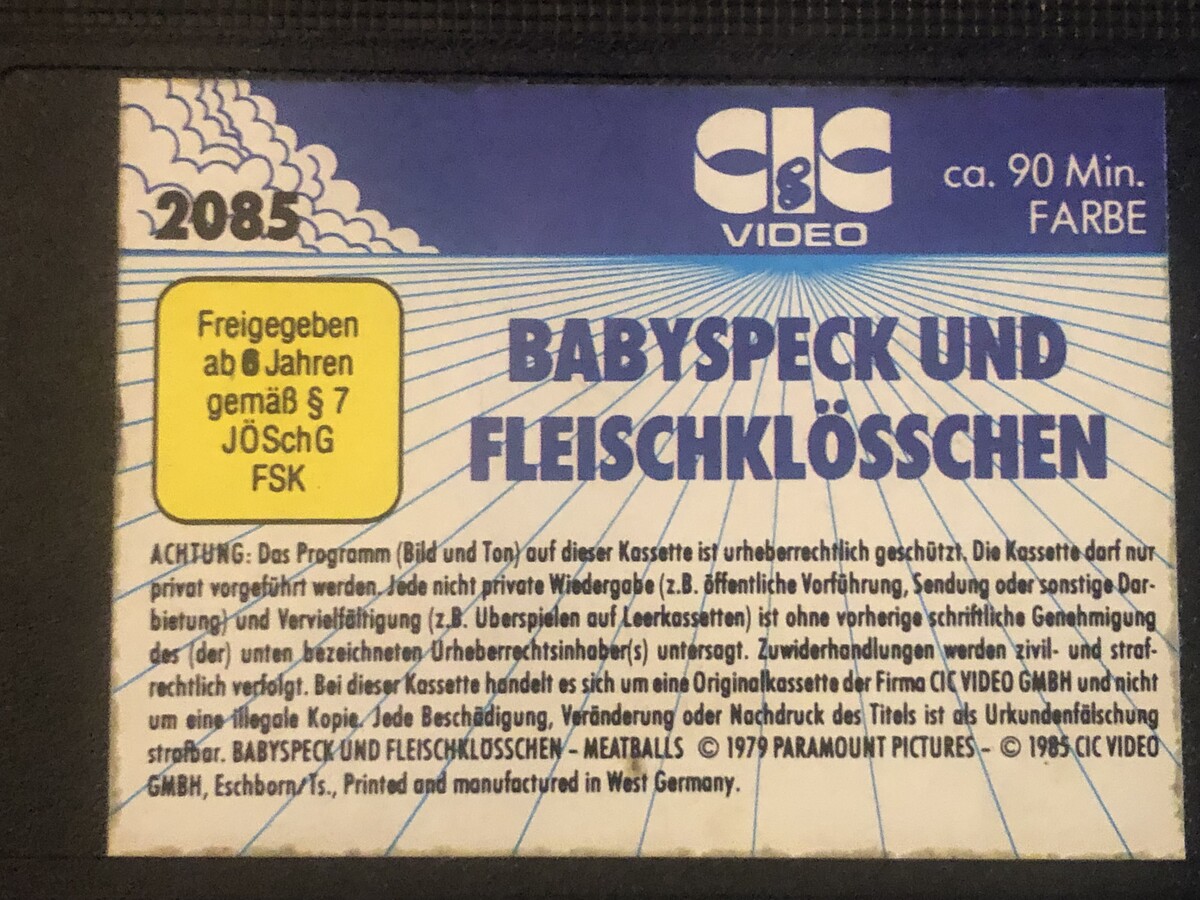 2085
CIC
8
VIDEO
ca. 90 Min.
FARBE
Freigegeben
ab 6 Jahren
gemäß § 7
JÖSchG
FSK
BABYSPECK UND
FLEISCHKLÖSSCHEN
ACHTUNG: Das Programm (Bild und Ton) auf dieser Kassette ist urheberrechtlich geschützt. Die Kassette darf nur
privat vorgeführt werden. Jede nicht private Wiedergabe (z.B. öffentliche Vorführung, Sendung oder sonstige Dar-
bietung) und Vervielfältigung (z.B. Uberspielen auf Leerkassetten) ist ohne vorherige schriftliche Genehmigung
des (der) unten bezeichneten Urheberrechtsinhaber(s) untersagt. Zuwiderhandlungen werden zivil- und straf-
rechtlich verfolgt. Bei dieser Kassette handelt es sich um eine Originalkassette der Firma CIC VIDEO GMBH und nicht
um eine illegale Kopie. Jede Beschädigung, Veränderung oder Nachdruck des Titels ist als Urkundenfälschung
strafbar. BABYSPECK UND FLEISCHKLÖSSCHEN – MEATBALLS © 1979 PARAMOUNT PICTURES – © 1985 CIC VIDEO
GMBH, Eschborn/Ts., Printed and manufactured in West Germany.